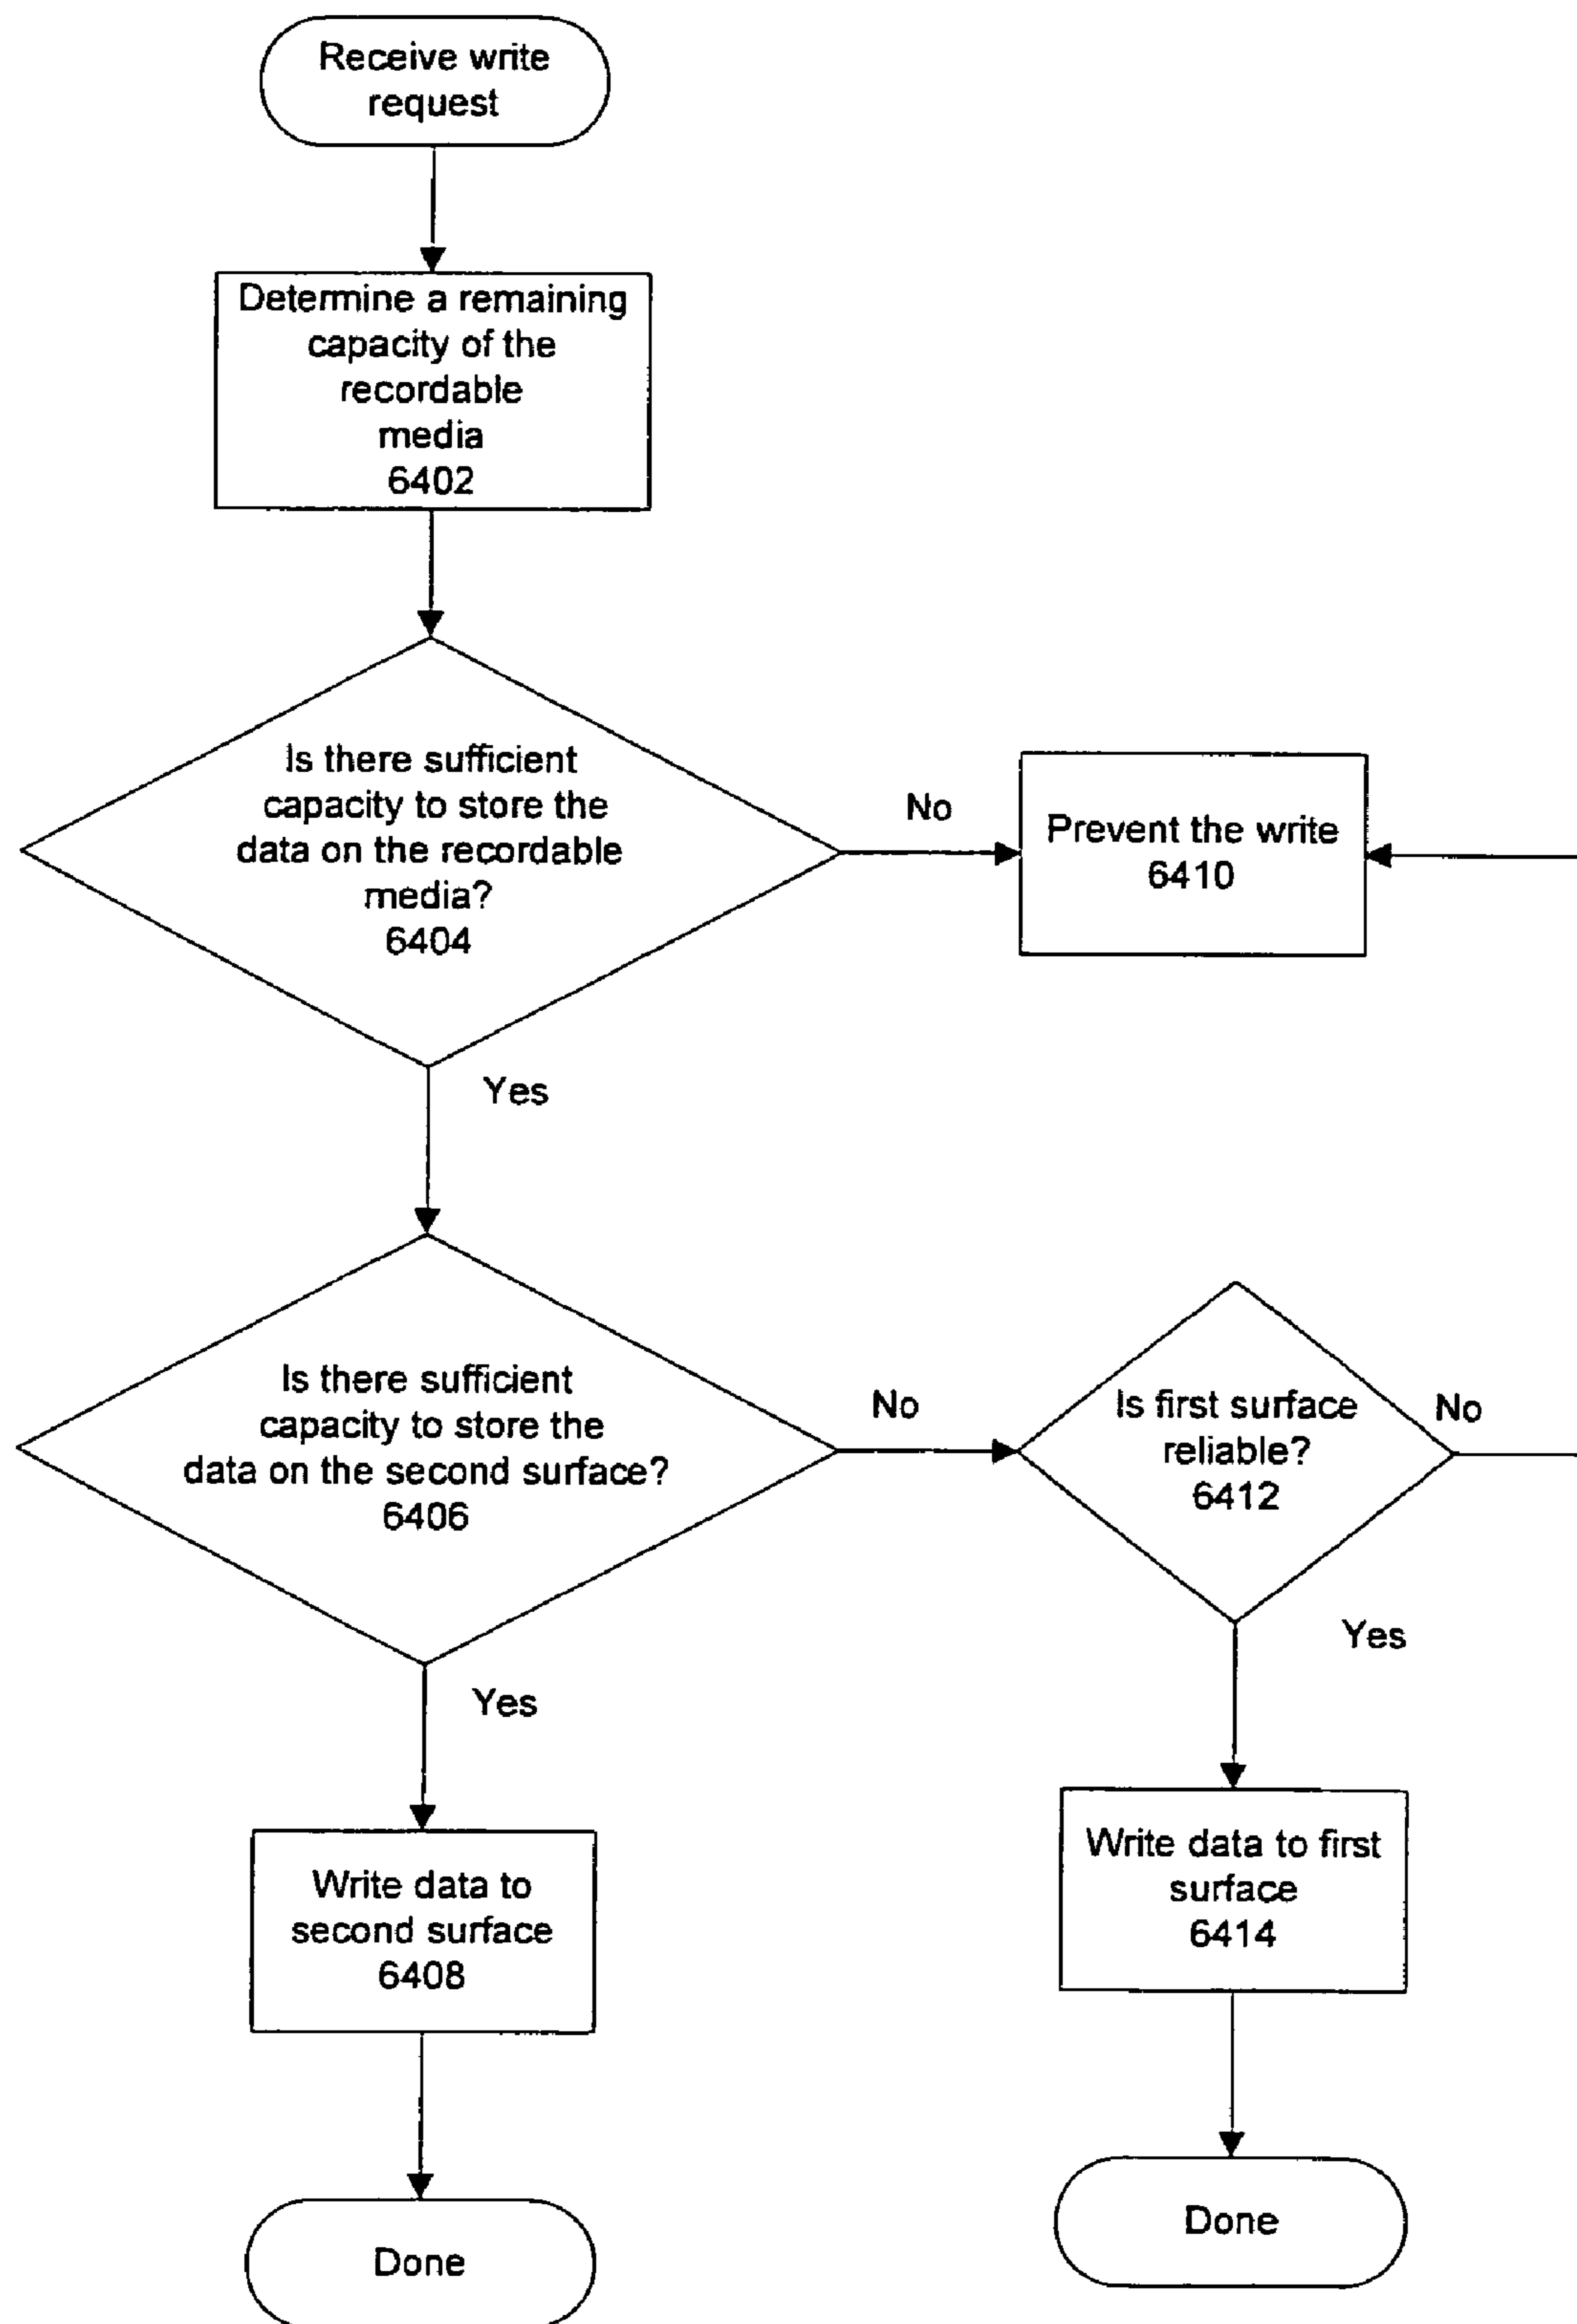 Receive write
request
Determine a remaining
capacity of the
recordable
media
6402
Is there sufficient
capacity to store the
data on the recordable
media?
6404
No
Prevent the write
6410
Yes
Is there sufficient
capacity to store the
data on the second surface?
6406
No
Is first surface
reliable?
6412
No
Yes
Yes
Write data to
second surface
6408
Write data to first
surface
6414
Done
Done